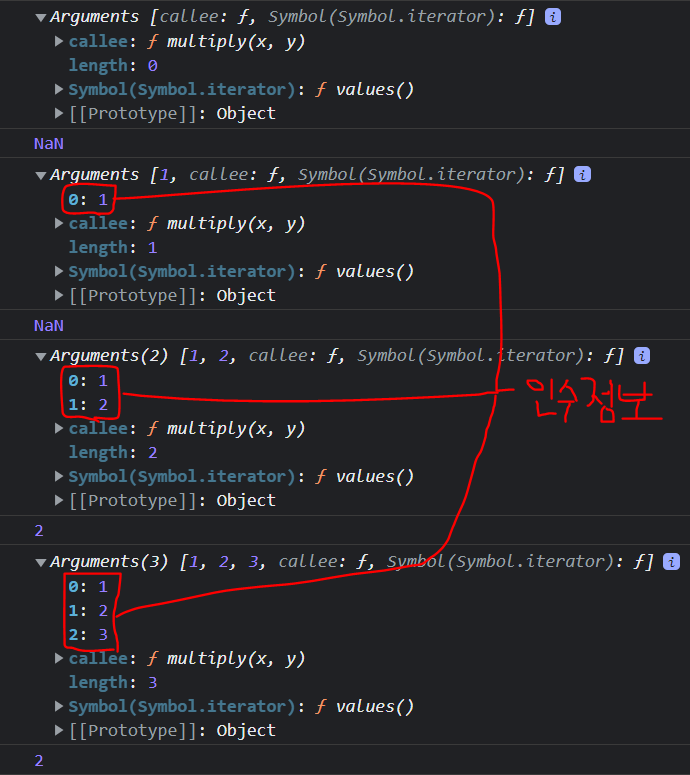 ▼Arguments [callee: ƒ, Symbol(Symbol.iterator): ƒ] i
▶ callee: ƒ multiply(x, y)
length: 0
▶ Symbol(Symbol.iterator): ƒ values()
▶ [[Prototype]]: Object
NaN
▼Arguments [1, callee: ƒ, Symbol(Symbol.iterator): ƒ] i
0: 1
▶ callee: ƒ multiply(x, y)
length: 1
▶ Symbol(Symbol.iterator): ƒ values()
▶ [[Prototype]]: Object
NaN
▼Arguments(2) [1, 2, callee: ƒ, Symbol(Symbol.iterator): ƒ] i
0: 1
1: 2
인수정보
▶ callee: ƒ multiply(x, y)
length: 2
▶ Symbol(Symbol.iterator): ƒ values()
▶ [[Prototype]]: Object
2
▼Arguments(3) [1, 2, 3, callee: ƒ, Symbol(Symbol.iterator): ƒ] i
0: 1
1: 2
2: 3
▶ callee: ƒ multiply(x, y)
length: 3
▶ Symbol(Symbol.iterator): ƒ values()
▶ [[Prototype]]: Object
2